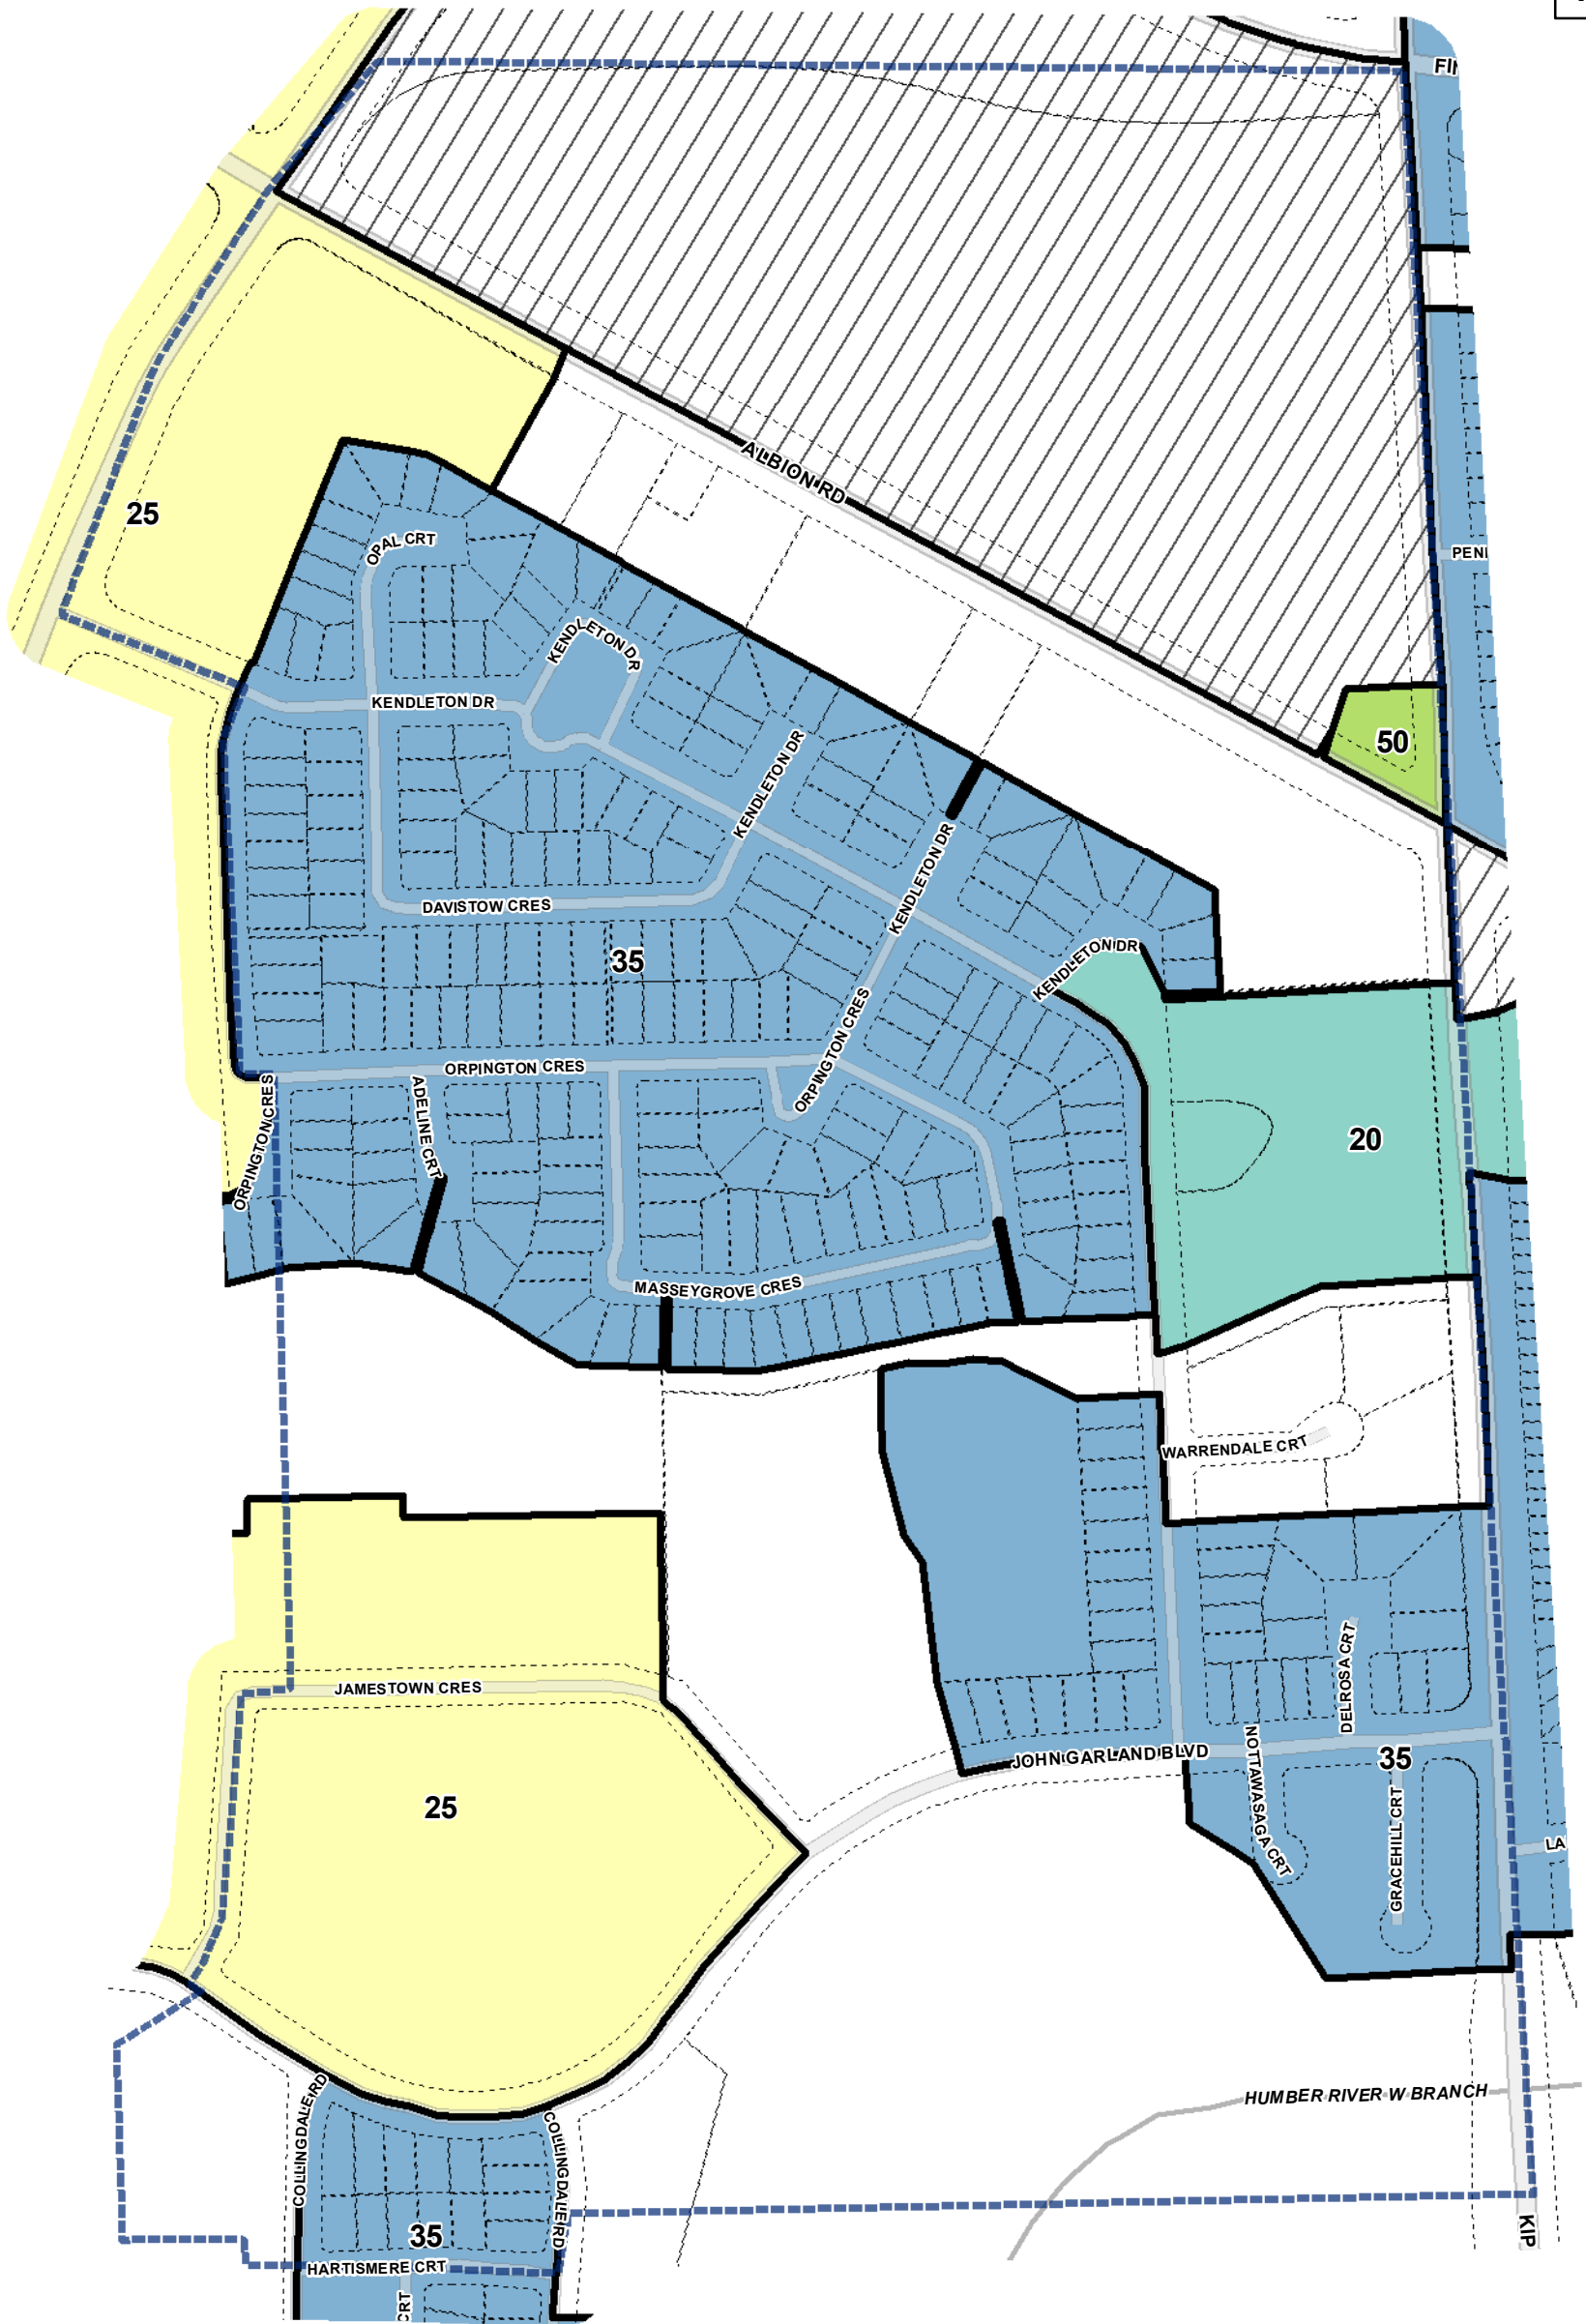 FIN
ALBION RD
25
PENI
OPAL CRT
KENDLETON DR
KENDLETON DR
50
KENDLETON DR
KENDLETON DR
DAVISTOW CRES
35
KENDLETON DR
ORPINGTON CRES
ORPINGTON CRES
ORPINGTON CRES
ADELINE CRT
20
MASSEYGROVE CRES
WARRENDALE CRT
JAMESTOWN CRES
DELROSA CRT
JOHN GARLAND BLVD
NOTTAWASAGA CRT
35
25
GRACEHILL CRT
LA
HUMBER RIVER W BRANCH
COLLINGDALE RD
COLLINGDALE RD
35
HARTISMERE CRT
CRT
KIP